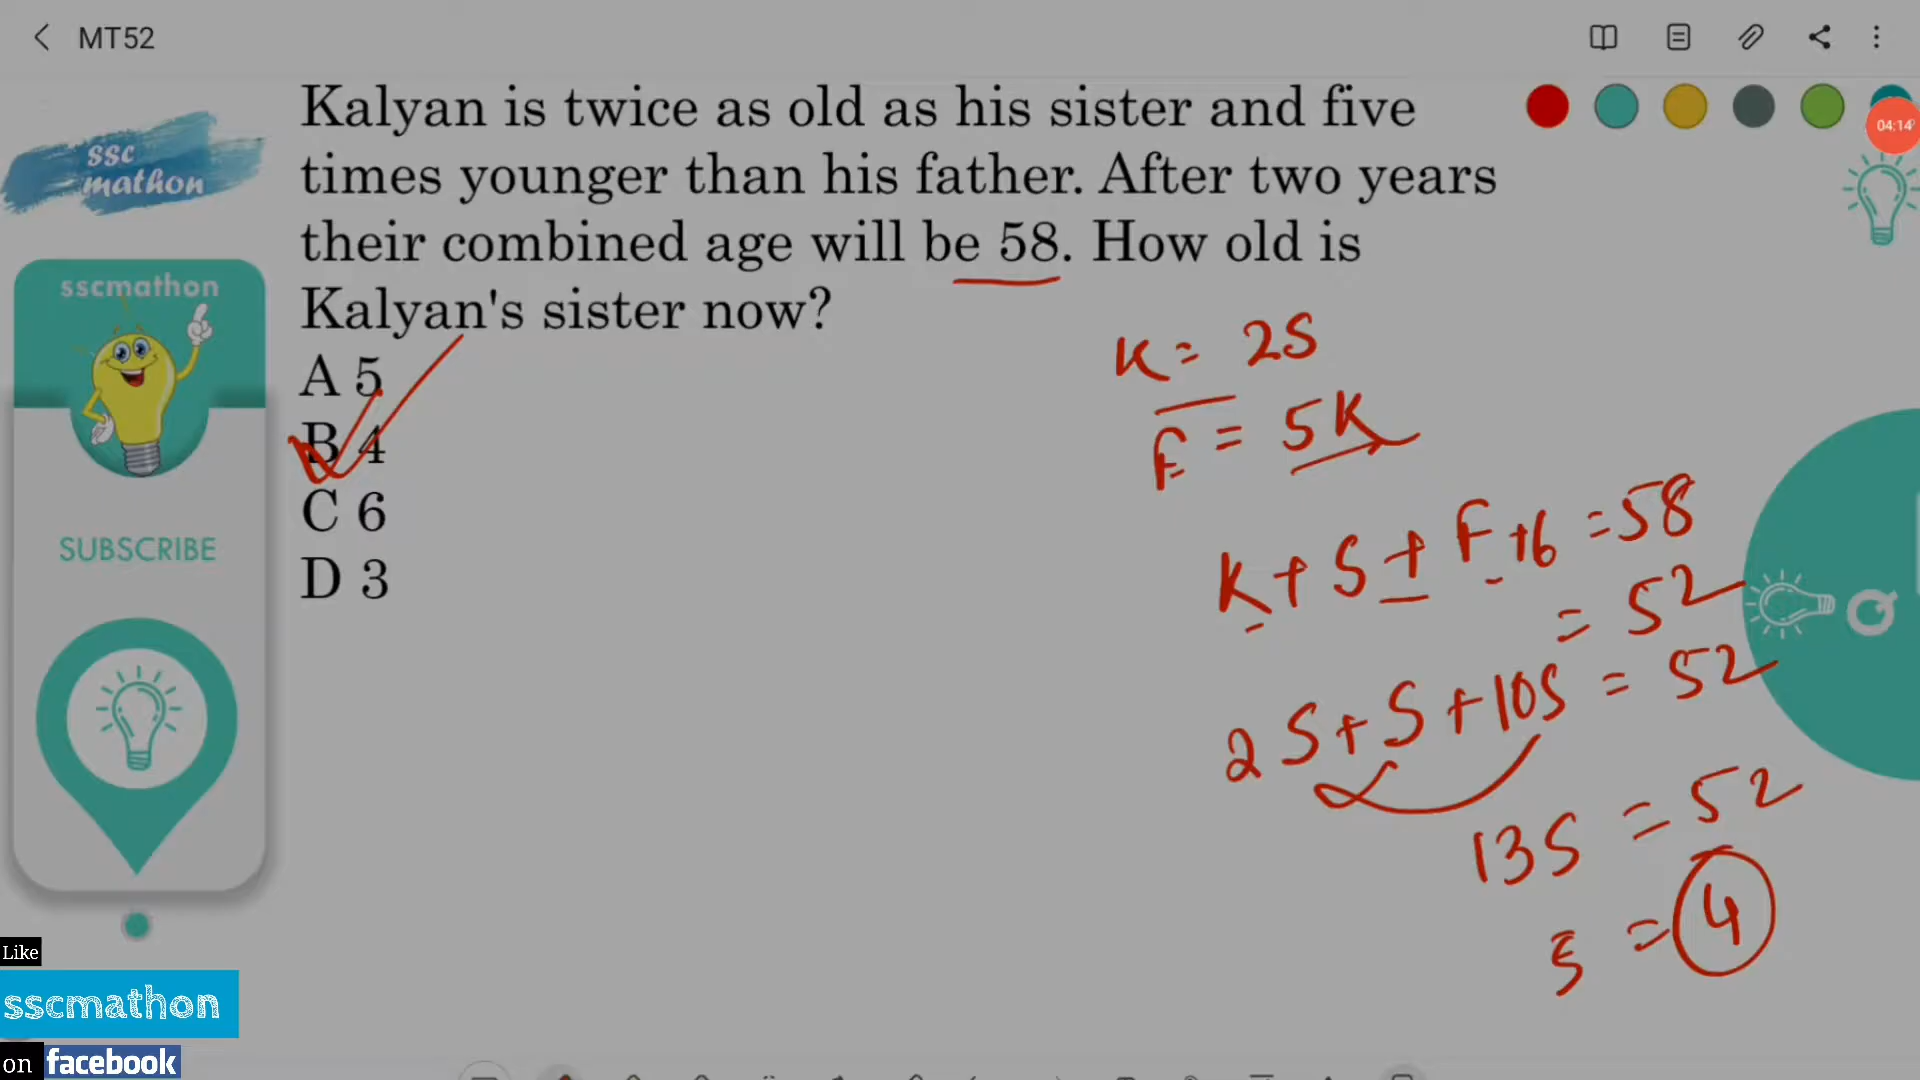 MT52
Kalyan is twice as old as his sister and five
times younger than his father. After two years
their combined age will be 58. How old is
Kalyan's sister now?
A 5
B 4
C 6
D 3
K = 2S
F = 5K
K + S + F + 6 = 58
= 52
2S + S + 10S = 52
13S = 52
S = 4
04:14
ssc
mathon
sscmathon
SUBSCRIBE
Q
Like
sscmathon
on facebook